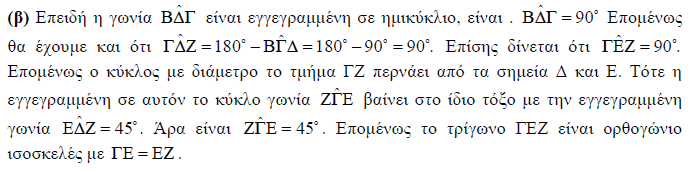 (β) Επειδή η γωνία ΒΔ̂Γ είναι εγγεγραμμένη σε ημικύκλιο, είναι . ΒΔ̂Γ = 90° Επομένως
θα έχουμε και ότι ΓΔ̂Ζ = 180° − ΒΓ̂Δ = 180° − 90° = 90°. Επίσης δίνεται ότι ΓΕ̂Ζ = 90°.
Επομένως ο κύκλος με διάμετρο το τμήμα ΓΖ περνάει από τα σημεία Δ και Ε. Τότε η
εγγεγραμμένη σε αυτόν το κύκλο γωνία ΖΓ̂Ε βαίνει στο ίδιο τόξο με την εγγεγραμμένη
γωνία ΕΔ̂Ζ = 45°. Άρα είναι ΖΓ̂Ε = 45°. Επομένως το τρίγωνο ΓΕΖ είναι ορθογώνιο
ισοσκελές με ΓΕ = ΕΖ .